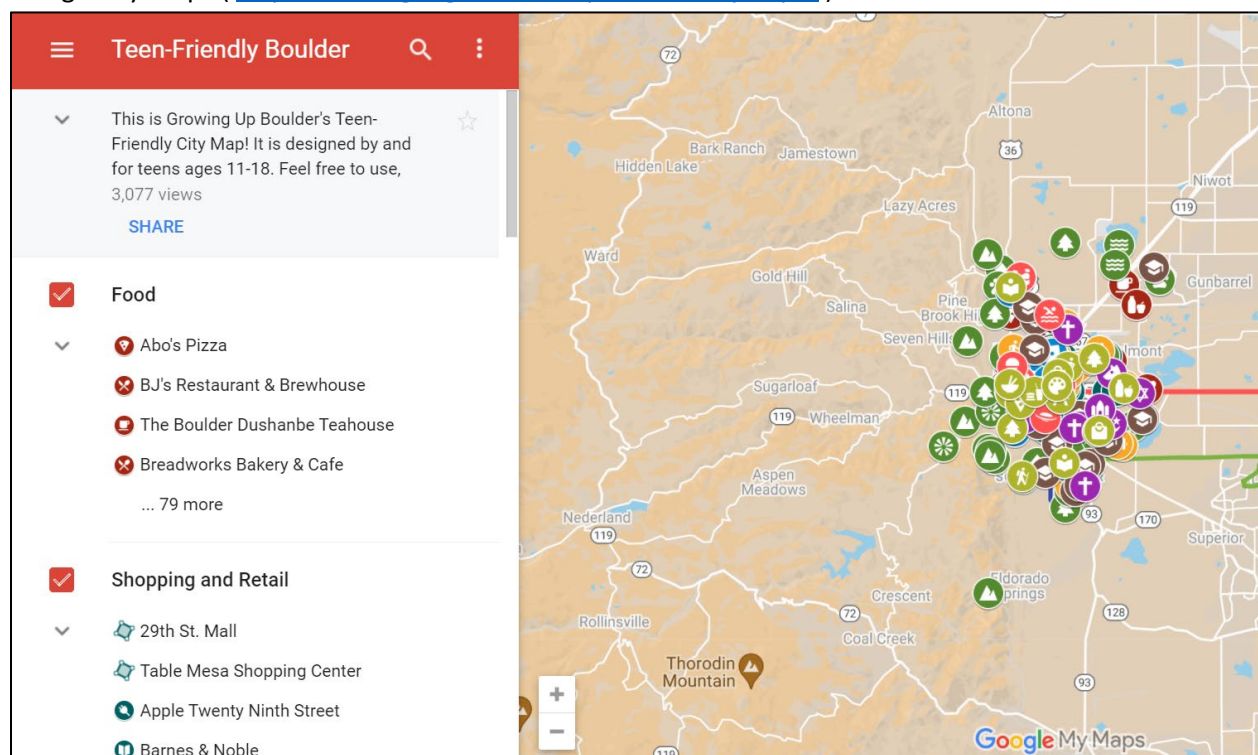 Teen-Friendly Boulder
This is Growing Up Boulder's Teen-
Friendly City Map! It is designed by and
for teens ages 11-18. Feel free to use,
3,077 views
SHARE
Food
Abo's Pizza
BJ's Restaurant & Brewhouse
The Boulder Dushanbe Teahouse
Breadworks Bakery & Cafe
... 79 more
Shopping and Retail
29th St. Mall
Table Mesa Shopping Center
Apple Twenty Ninth Street
Barnes & Noble
72
7
Altona
36
Bark Ranch
Jamestown
Hidden Lake
Niwot
119
Lazy Acres
Ward
Gold Hill
Gunbarrel
Salina
Pine
Brook
Seven
Sugarloaf
119
119
Wheelman
Aspen
Meadows
Nederland
119
93
170
Superior
72
Eldorado
Springs
Crescent
128
Rollinsville
72
Coal Creek
Thorodin
Mountain
93
+
−
119
Google My Maps